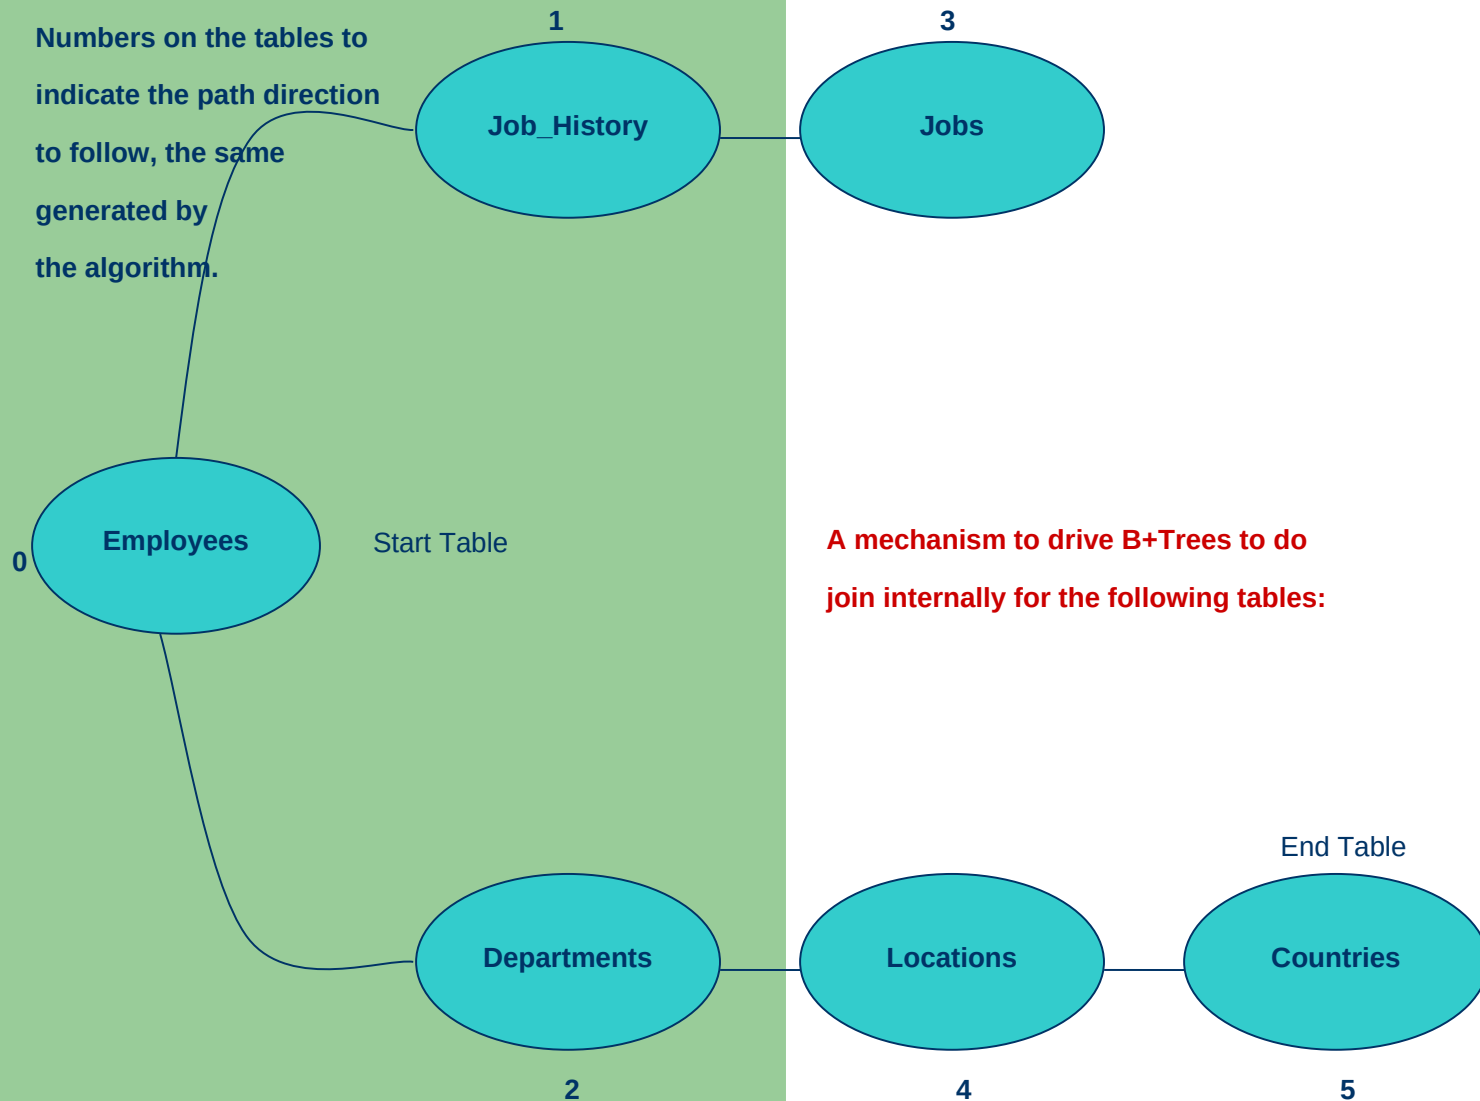 Numbers on the tables to
indicate the path direction
to follow, the same
generated by
the algorithm.
1
3
Job_History
Jobs
0
Employees
Start Table
A mechanism to drive B+Trees to do
join internally for the following tables:
End Table
Departments
Locations
Countries
2
4
5